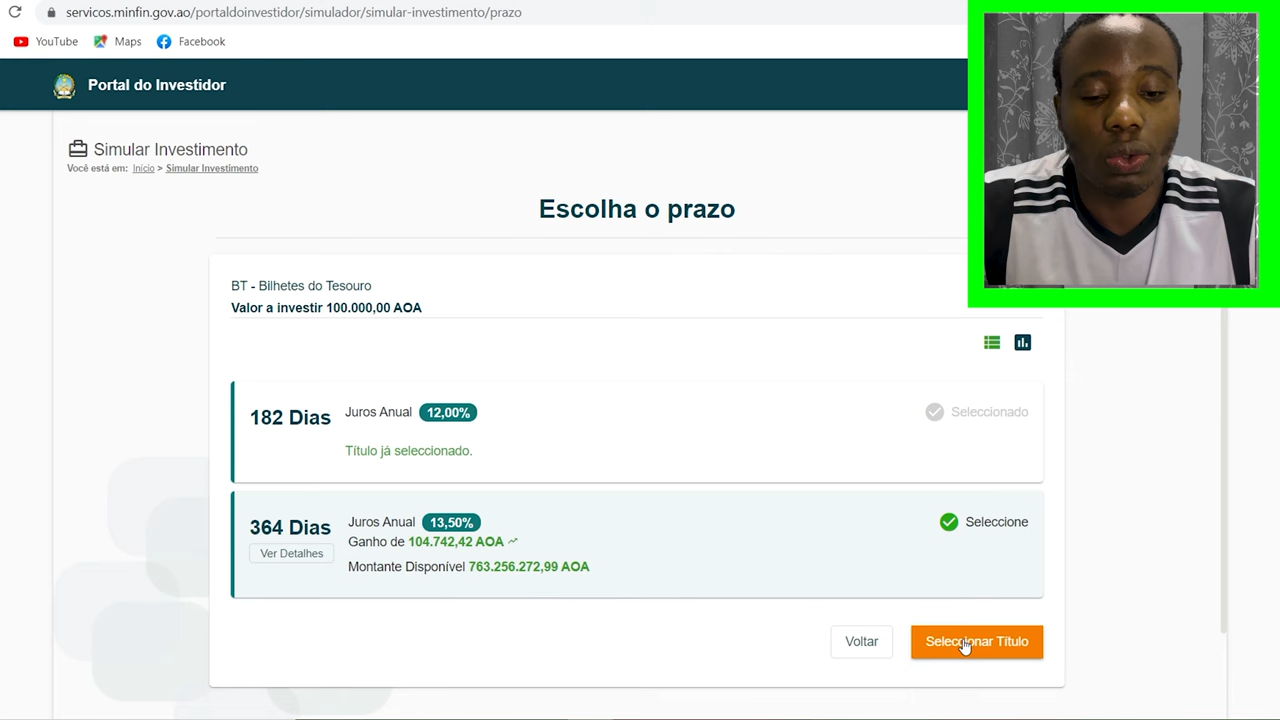 servicos.minfin.gov.ao/portaldoinvestidor/simulador/simular-investimento/prazo
YouTube Maps Facebook
Portal do Investidor
Simular Investimento
Você está em: Início > Simular Investimento
Escolha o prazo
BT - Bilhetes do Tesouro
Valor a investir 100.000,00 AOA
182 Dias
Juros Anual 12,00%
Seleccionado
Título já seleccionado.
364 Dias
Ver Detalhes
Juros Anual 13,50%
Ganho de 104.742,42 AOA
Montante Disponível 763.256.272,99 AOA
Seleccione
Voltar
Seleccionar Título